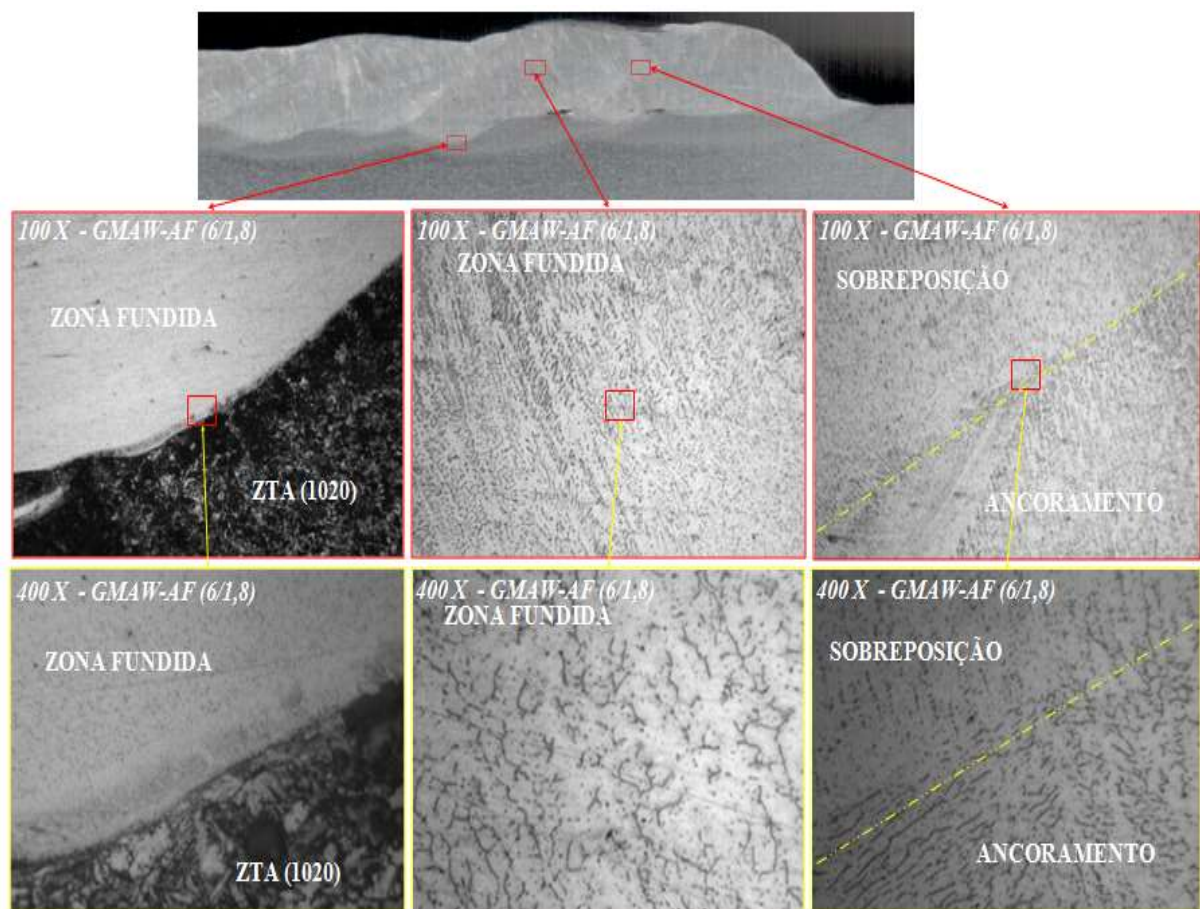 100 X - GMAW-AF (6/1,8)
ZONA FUNDIDA
ZTA (1020)
100 X - GMAW-AF (6/1,8)
ZONA FUNDIDA
100 X - GMAW-AF (6/1,8)
SOBREPOSIÇÃO
ANCORAMENTO
400 X - GMAW-AF (6/1,8)
ZONA FUNDIDA
ZTA (1020)
400 X - GMAW-AF (6/1,8)
ZONA FUNDIDA
400 X - GMAW-AF (6/1,8)
SOBREPOSIÇÃO
ANCORAMENTO